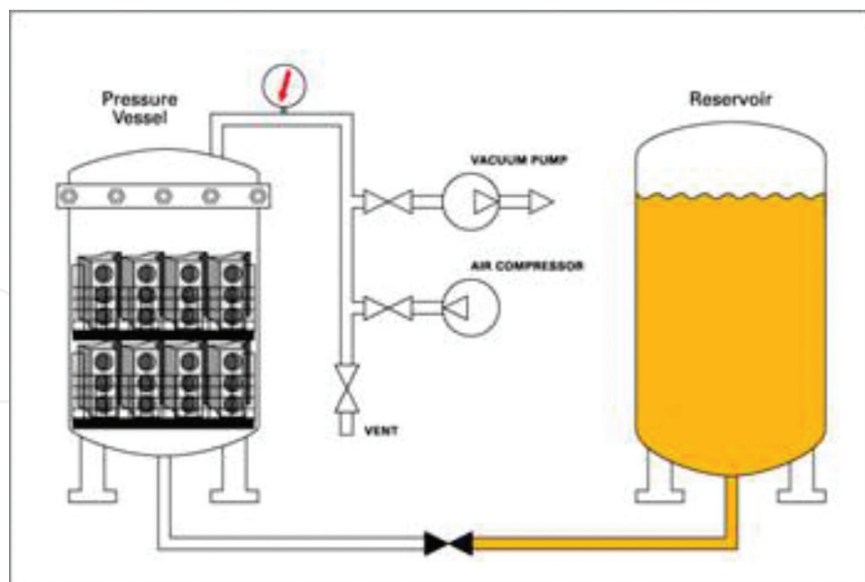 Pressure
Vessel
Reservoir
VACUUM PUMP
AIR COMPRESSOR
VENT